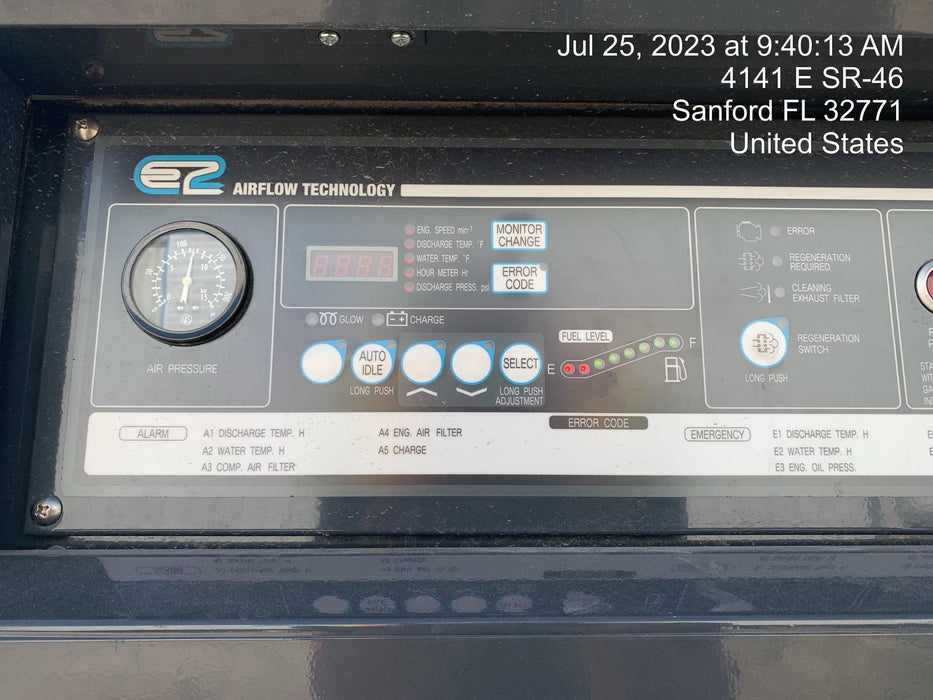 Jul 25, 2023 at 9:40:13 AM
4141 E SR-46
Sanford FL 32771
United States
E2 AIRFLOW TECHNOLOGY
AIR PRESSURE
8888
ENG. SPEED min-1
DISCHARGE TEMP. °F
WATER TEMP. °F
HOUR METER Hr
DISCHARGE PRESS. psi
MONITOR
CHANGE
ERROR
CODE
GLOW
CHARGE
AUTO
IDLE
LONG PUSH
SELECT
LONG PUSH
ADJUSTMENT
FUEL LEVEL
E
F
ERROR
REGENERATION
REQUIRED
CLEANING
EXHAUST FILTER
REGENERATION
SWITCH
LONG PUSH
ERROR CODE
ALARM
A1 DISCHARGE TEMP. H
A2 WATER TEMP. H
A3 COMP. AIR FILTER
A4 ENG. AIR FILTER
A5 CHARGE
EMERGENCY
E1 DISCHARGE TEMP. H
E2 WATER TEMP. H
E3 ENG. OIL PRESS.